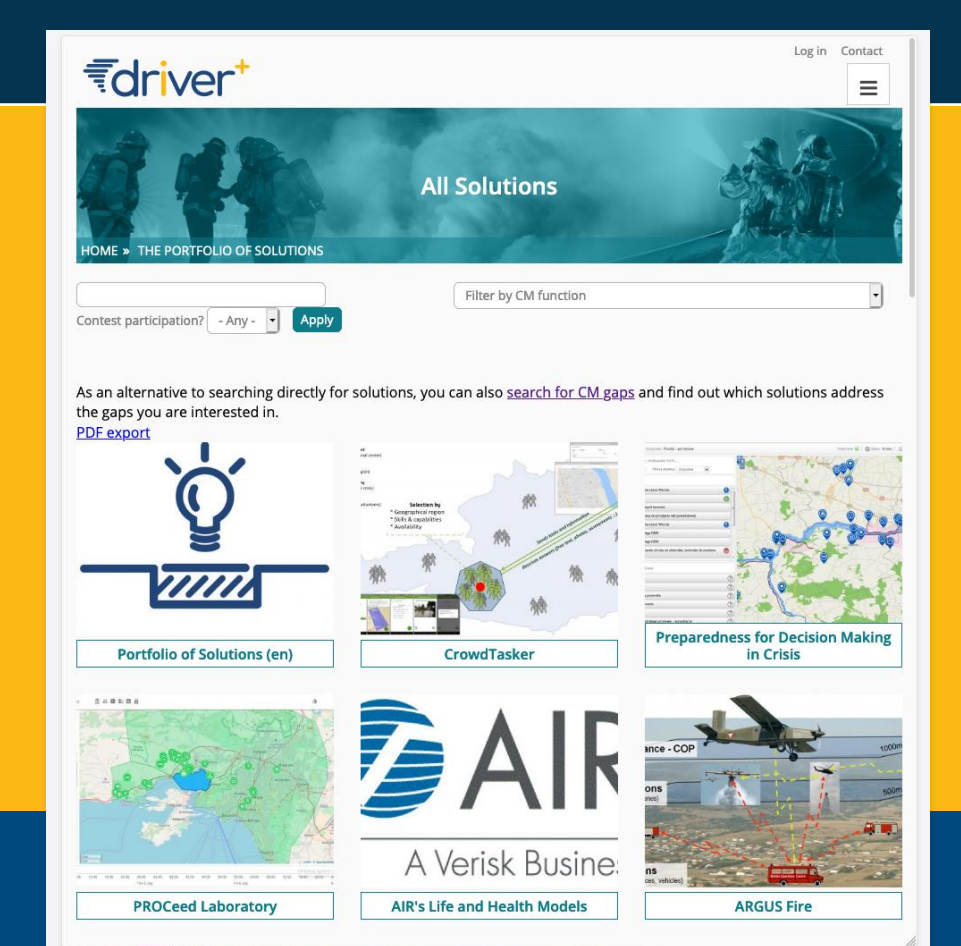 Log in Contact
driver+
All Solutions
HOME » THE PORTFOLIO OF SOLUTIONS
Filter by CM function
Contest participation? - Any - Apply
As an alternative to searching directly for solutions, you can also search for CM gaps and find out which solutions address
the gaps you are interested in.
PDF export
Selection by
* Geographical region
* Skills & capabilities
* Availability
Portfolio of Solutions (en)
CrowdTasker
Preparedness for Decision Making
in Crisis
AIR
A Verisk Busine
ance - COP
1000m
500m
PROCeed Laboratory
AIR's Life and Health Models
ARGUS Fire